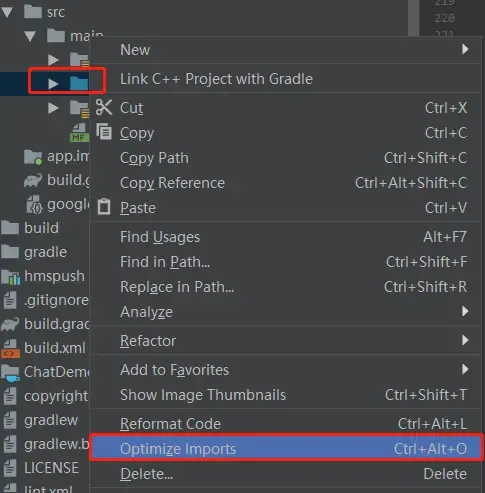 219
src
220
main
221
New
Link C++ Project with Gradle
Cut Ctrl+X
MF Copy Ctrl+C
app.im Copy Path Ctrl+Shift+C
build.g Copy Reference Ctrl+Alt+Shift+C
google Paste Ctrl+V
build Find Usages Alt+F7
gradle Find in Path... Ctrl+Shift+F
hmspush Replace in Path... Ctrl+Shift+R
.gitignore Analyze
build.grad Refactor
build.xml
ChatDemo Add to Favorites
copyright Show Image Thumbnails Ctrl+Shift+T
gradlew Reformat Code Ctrl+Alt+L
gradlew.b Optimize Imports Ctrl+Alt+O
LICENSE Delete... Delete
lint.xml